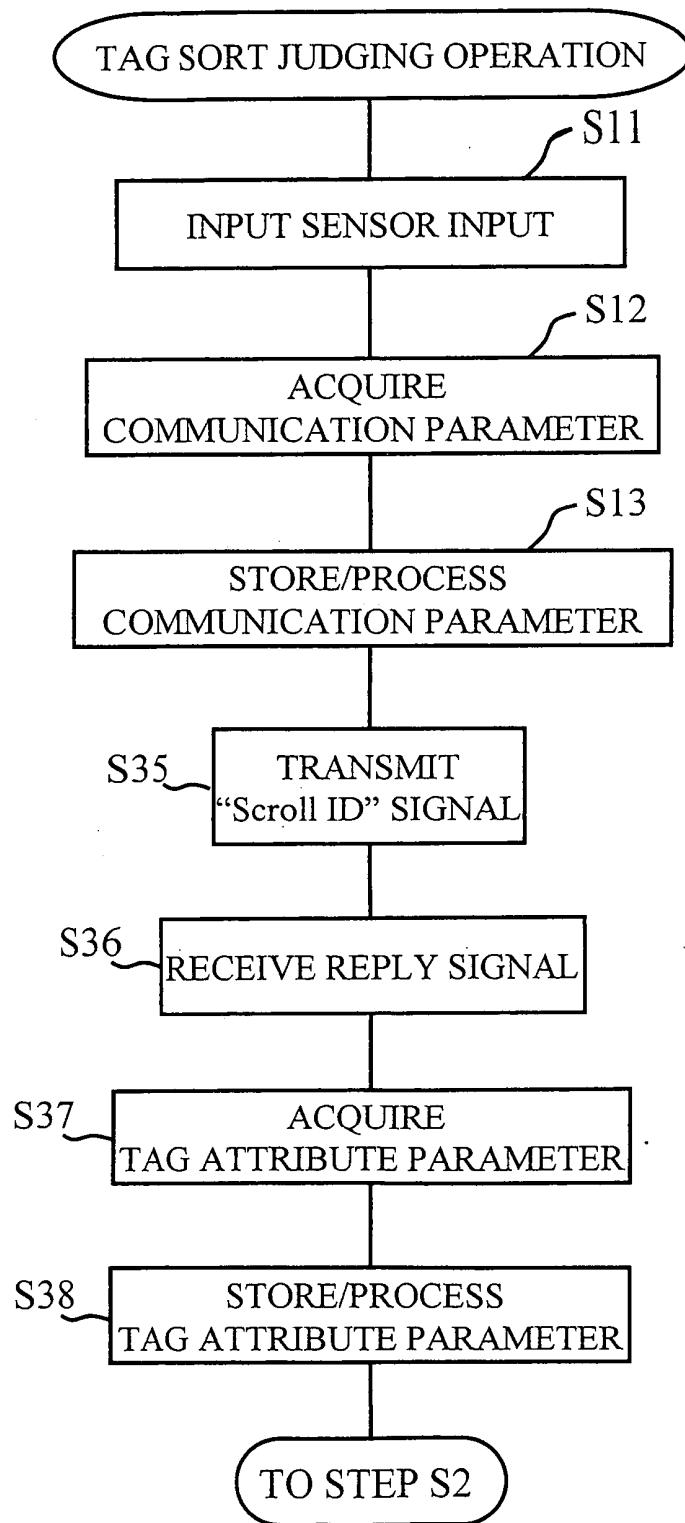 TAG SORT JUDGING OPERATION
S11
INPUT SENSOR INPUT
S12
ACQUIRE
COMMUNICATION PARAMETER
S13
STORE/PROCESS
COMMUNICATION PARAMETER
S35
TRANSMIT
“Scroll ID” SIGNAL
S36
RECEIVE REPLY SIGNAL
S37
ACQUIRE
TAG ATTRIBUTE PARAMETER
S38
STORE/PROCESS
TAG ATTRIBUTE PARAMETER
TO STEP S2